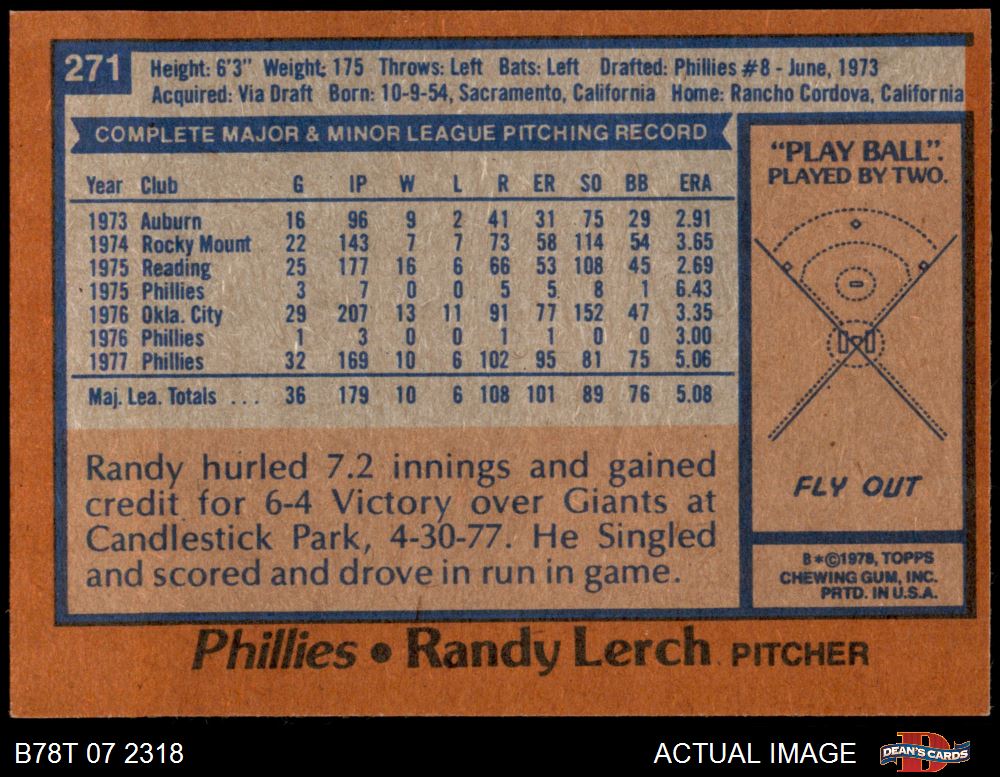 271
Height: 6'3" Weight: 175 Throws: Left Bats: Left Drafted: Phillies #8 - June, 1973
Acquired: Via Draft Born: 10-9-54, Sacramento, California Home: Rancho Cordova, California
COMPLETE MAJOR & MINOR LEAGUE PITCHING RECORD
Year Club G IP W L R ER SO BB ERA
1973 Auburn 16 96 9 2 41 31 75 29 2.91
1974 Rocky Mount 22 143 7 7 73 58 114 54 3.65
1975 Reading 25 177 16 6 66 53 108 45 2.69
1975 Phillies 3 7 0 0 5 5 8 1 6.43
1976 Okla. City 29 207 13 11 91 77 152 47 3.35
1976 Phillies 1 3 0 0 1 1 0 0 3.00
1977 Phillies 32 169 10 6 102 95 81 75 5.06
Maj. Lea. Totals ... 36 179 10 6 108 101 89 76 5.08
Randy hurled 7.2 innings and gained
credit for 6-4 Victory over Giants at
Candlestick Park, 4-30-77. He Singled
and scored and drove in run in game.
"PLAY BALL".
PLAYED BY TWO.
FLY OUT
B*©1978, TOPPS
CHEWING GUM, INC.
PRTD. IN U.S.A.
Phillies • Randy Lerch PITCHER
B78T 07 2318
ACTUAL IMAGE
DEAN'S CARDS